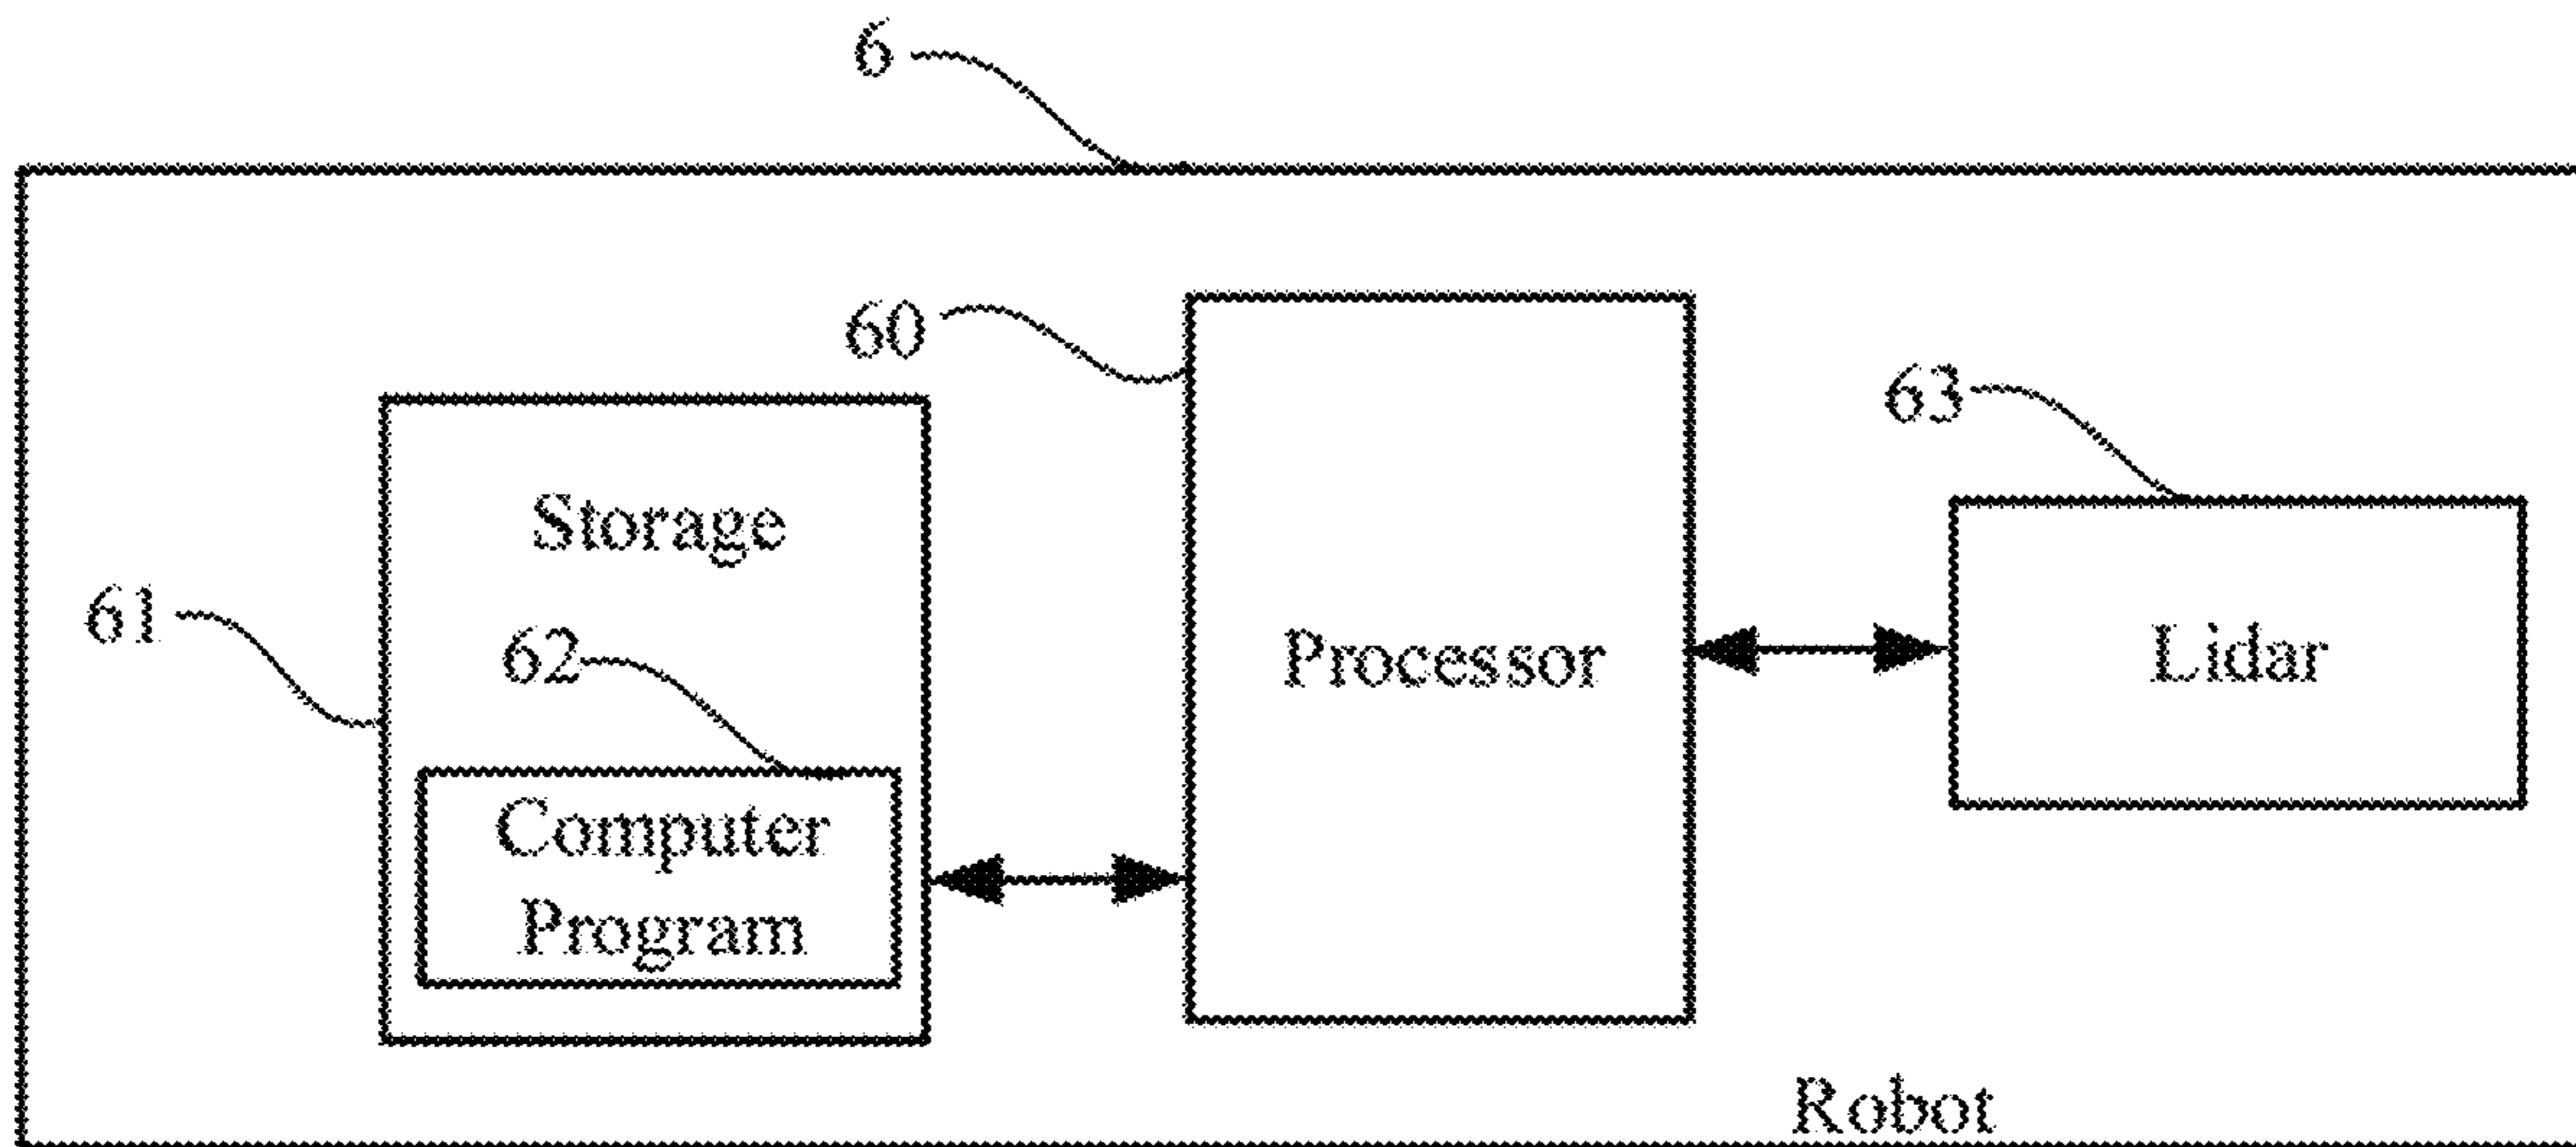 6
60
63
Storage
61
62
Processor
Lidar
Computer
Program
Robot